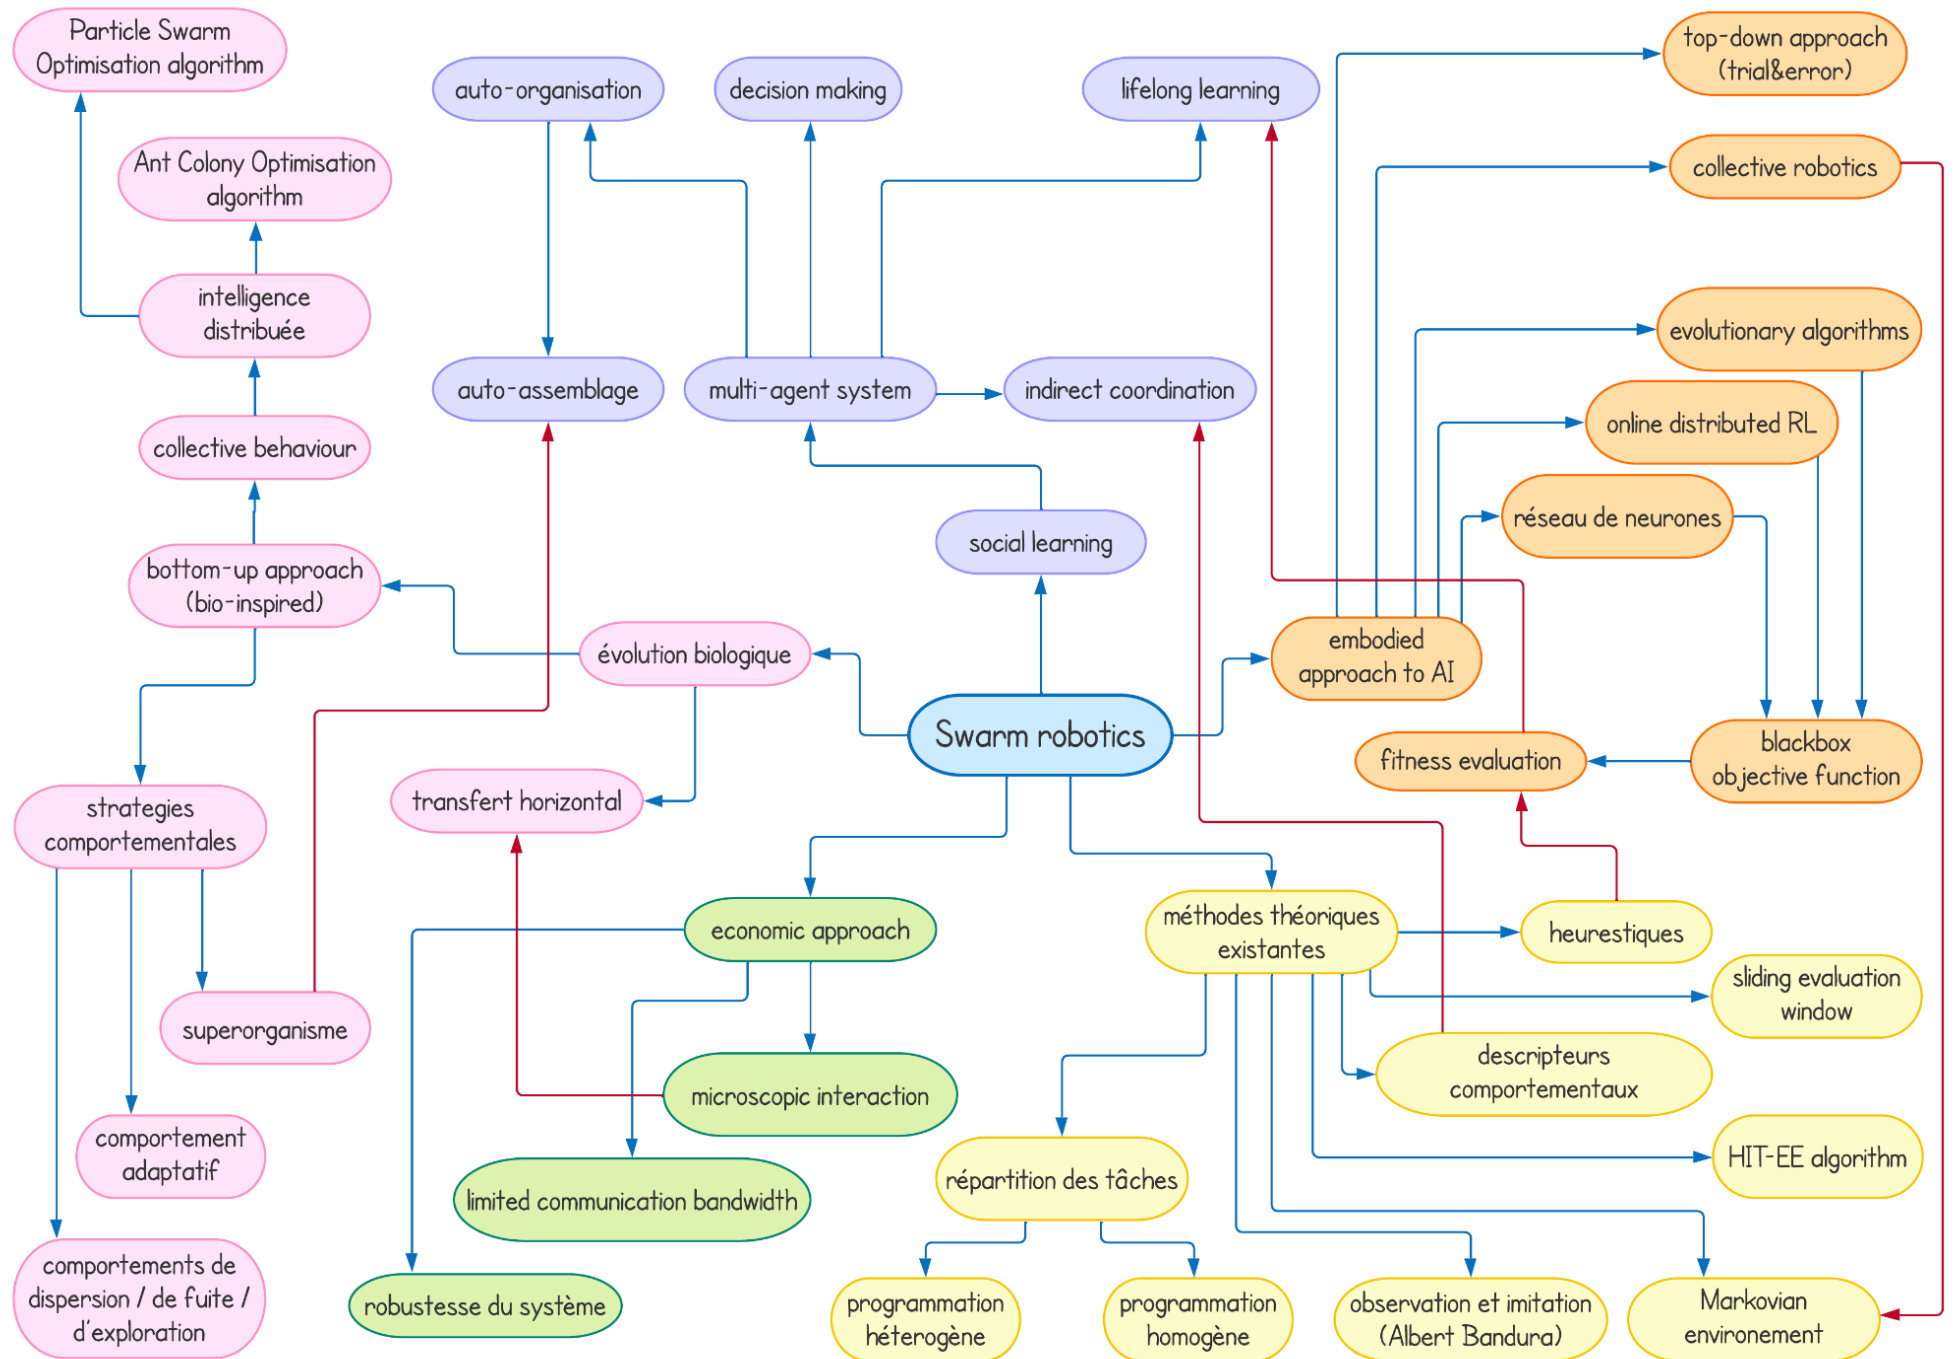 Particle Swarm
Optimisation algorithm
Ant Colony Optimisation
algorithm
intelligence
distribuée
collective behaviour
bottom-up approach
(bio-inspired)
strategies
comportementales
superorganisme
comportement
adaptatif
comportements de
dispersion / de fuite /
d'exploration
auto-organisation
decision making
lifelong learning
auto-assemblage
multi-agent system
indirect coordination
social learning
évolution biologique
transfert horizontal
Swarm robotics
top-down approach
(trial&error)
collective robotics
evolutionary algorithms
online distributed RL
réseau de neurones
embodied
approach to AI
fitness evaluation
blackbox
objective function
economic approach
microscopic interaction
limited communication bandwidth
robustesse du système
méthodes théoriques
existantes
heurestiques
sliding evaluation
window
descripteurs
comportementaux
HIT-EE algorithm
répartition des tâches
programmation
héterogène
programmation
homogène
observation et imitation
(Albert Bandura)
Markovian
environement